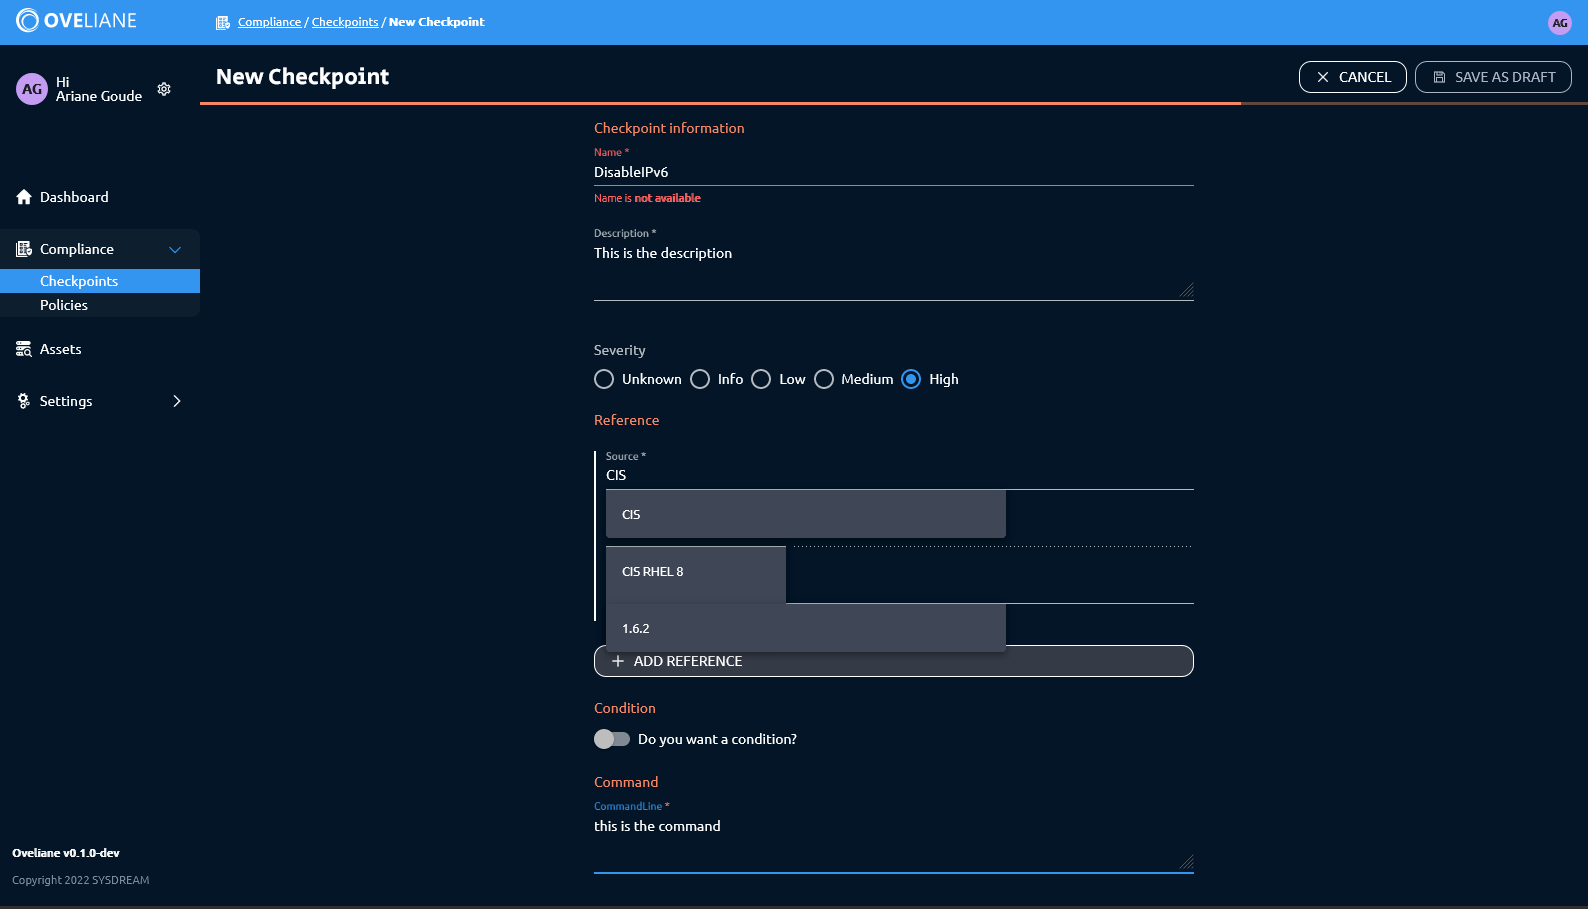 OVELIANE
Compliance / Checkpoints / New Checkpoint
AG
AG
Hi
Ariane Goude
New Checkpoint
CANCEL
SAVE AS DRAFT
Dashboard
Compliance
Checkpoints
Policies
Assets
Settings
Checkpoint information
Name *
DisableIPv6
Name is not available
Description *
This is the description
Severity
Unknown Info Low Medium High
Reference
Source *
CIS
CIS
CIS RHEL 8
1.6.2
ADD REFERENCE
Condition
Do you want a condition?
Command
CommandLine *
this is the command
Oveliane v0.1.0-dev
Copyright 2022 SYSDREAM